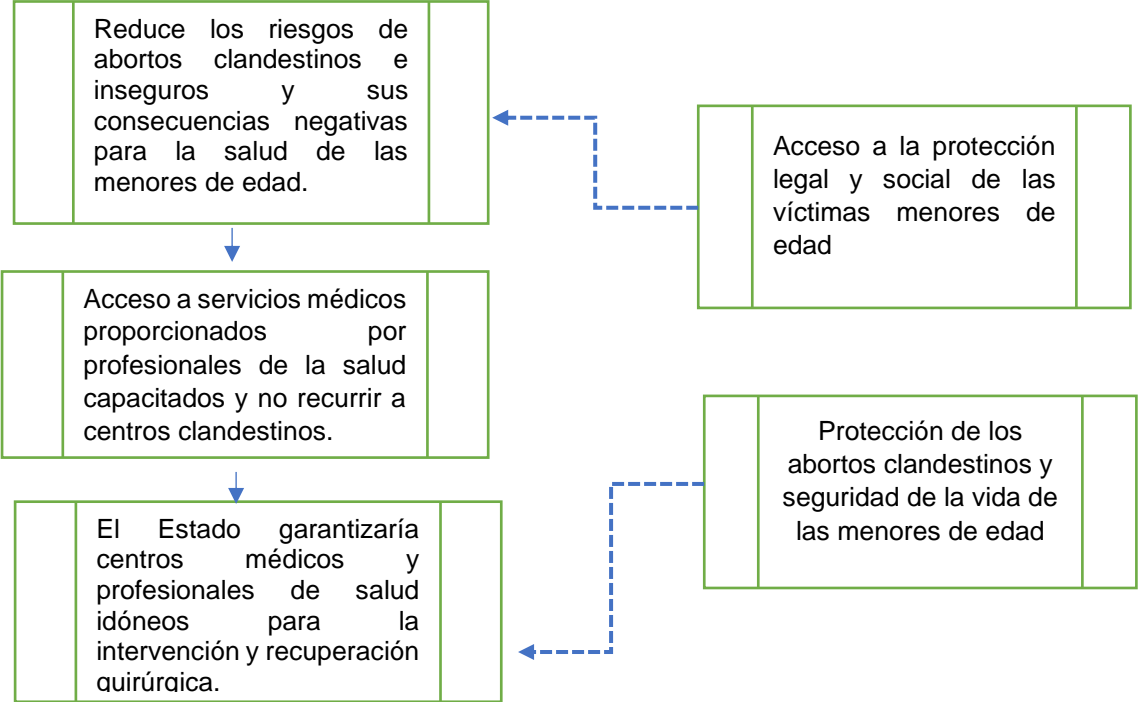 Reduce los riesgos de
abortos clandestinos e
inseguros y sus
consecuencias negativas
para la salud de las
menores de edad.
Acceso a la protección
legal y social de las
víctimas menores de
edad
Acceso a servicios médicos
proporcionados por
profesionales de la salud
capacitados y no recurrir a
centros clandestinos.
Protección de los
abortos clandestinos y
seguridad de la vida de
las menores de edad
El Estado garantizaría
centros médicos y
profesionales de salud
idóneos para la
intervención y recuperación
quirúrgica.